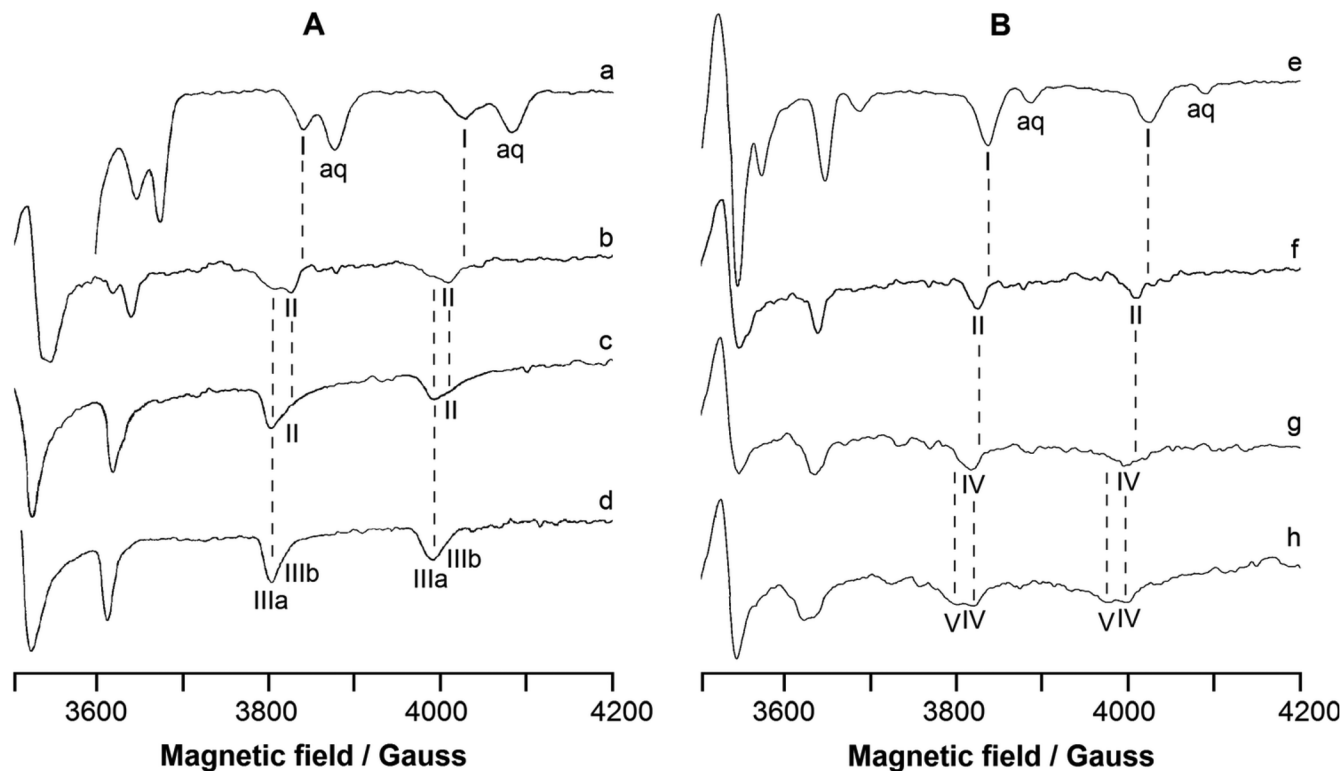 A
a
I
aq
I
aq
b
II
II
c
II
II
d
IIIb
IIIa
IIIb
IIIa
3600
3800
4000
4200
Magnetic field / Gauss
B
e
aq
I
aq
I
f
II
II
g
IV
IV
h
V
IV
V
IV
3600
3800
4000
4200
Magnetic field / Gauss